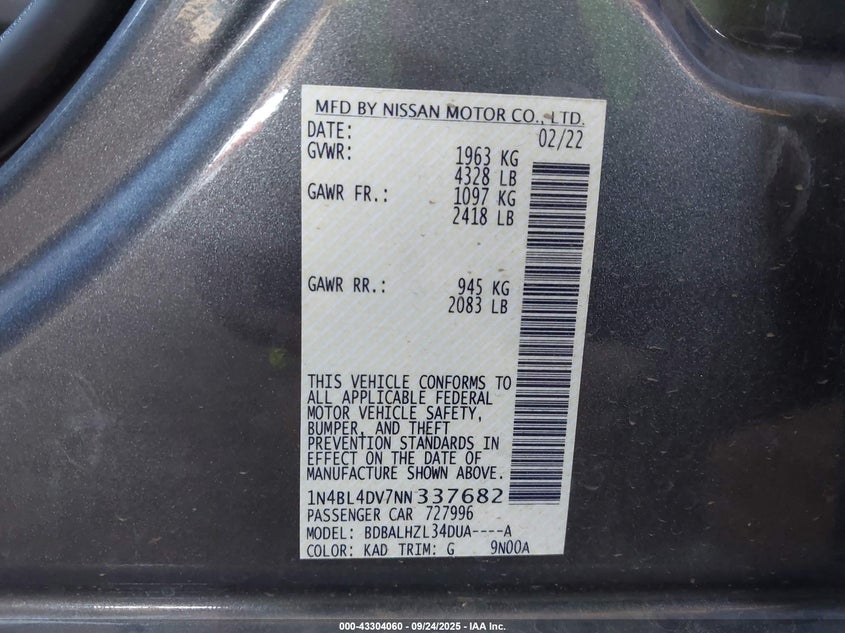 MFD BY NISSAN MOTOR CO., LTD.
DATE: 02/22
GVWR: 1963 KG
4328 LB
GAWR FR.: 1097 KG
2418 LB
GAWR RR.: 945 KG
2083 LB
THIS VEHICLE CONFORMS TO
ALL APPLICABLE FEDERAL
MOTOR VEHICLE SAFETY,
BUMPER, AND THEFT
PREVENTION STANDARDS IN
EFFECT ON THE DATE OF
MANUFACTURE SHOWN ABOVE.
1N4BL4DV7NN337682
PASSENGER CAR 727996
MODEL: BDBALHZL34DUA----A
COLOR: KAD TRIM: G 9N00A
000-43304060 - 09/24/2025 - IAA Inc.